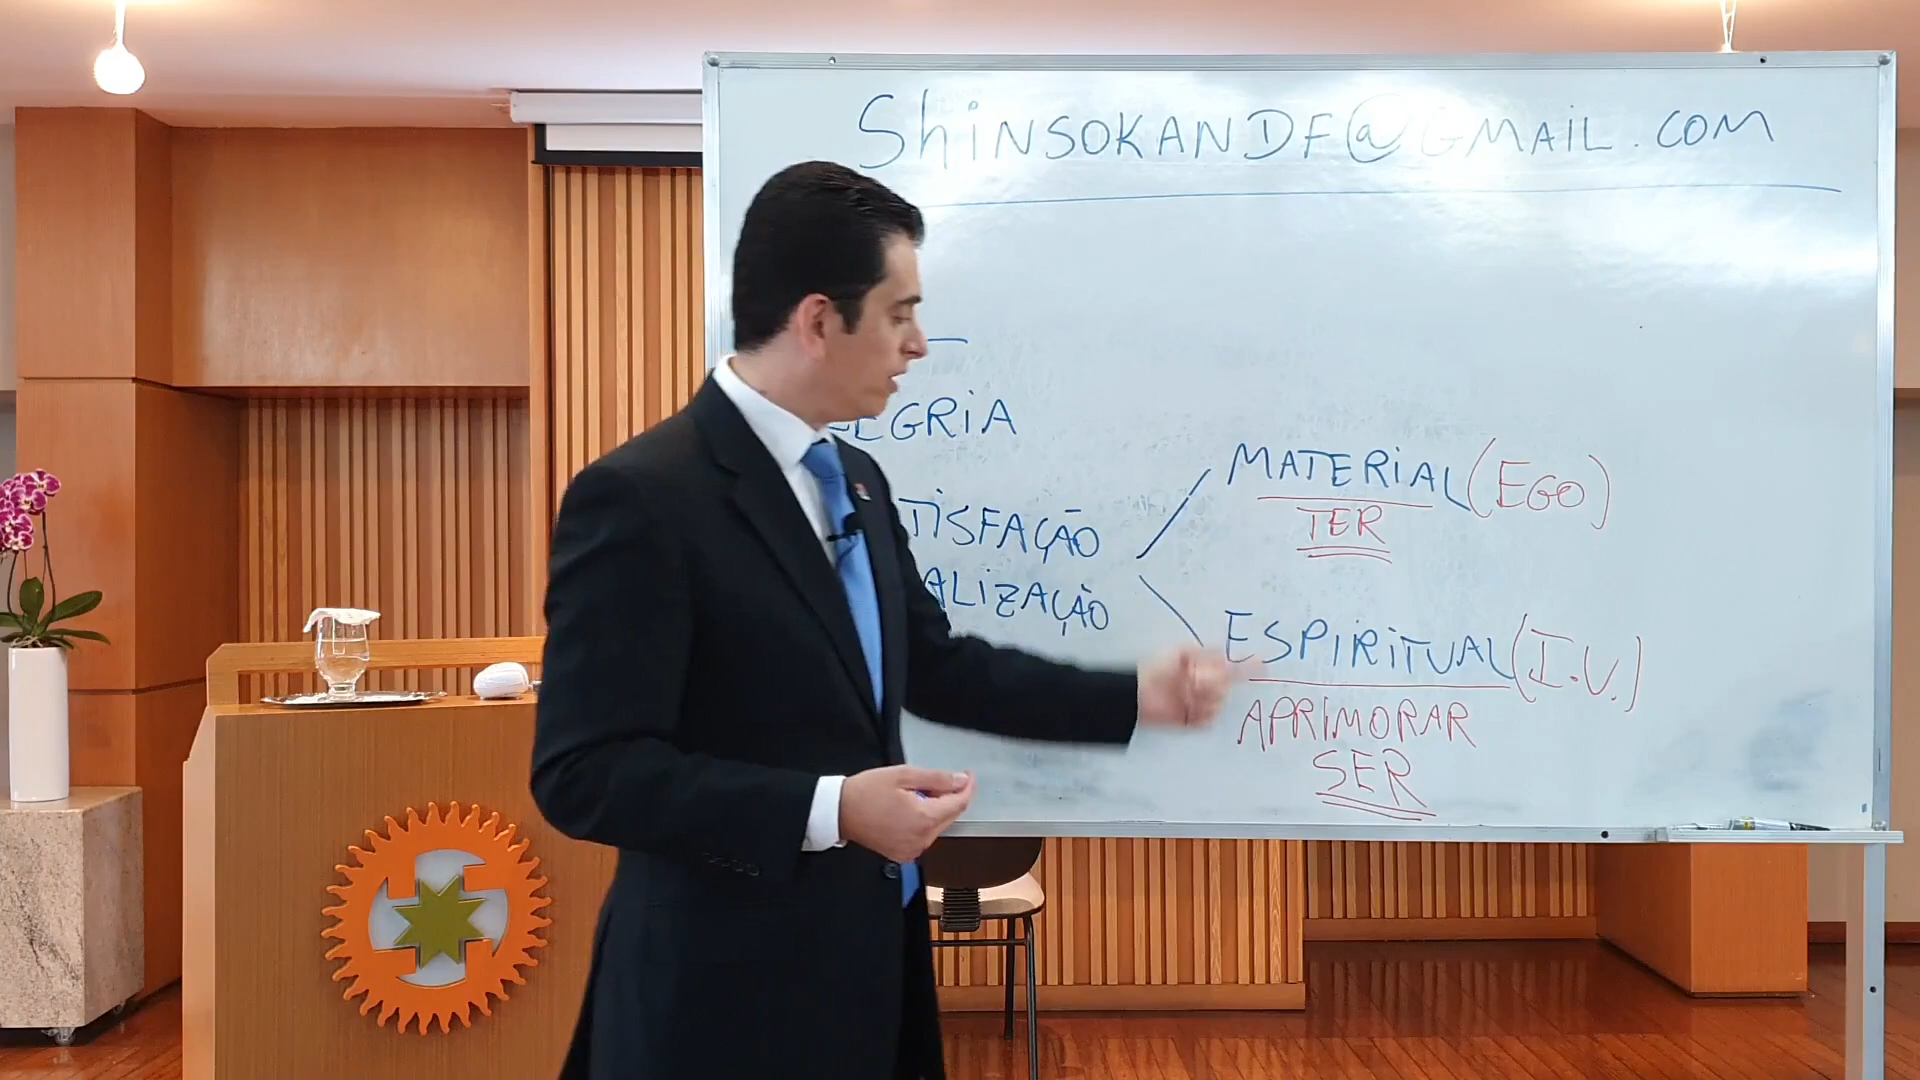 ShiNSOKANDF@GMAiL.COM
EGRiA
MATERiAL (EGO)
TER
TiSFAÇÃO
ALiZAÇÃO
ESPiRiTUAL (I.V.)
APRIMORAR
SER